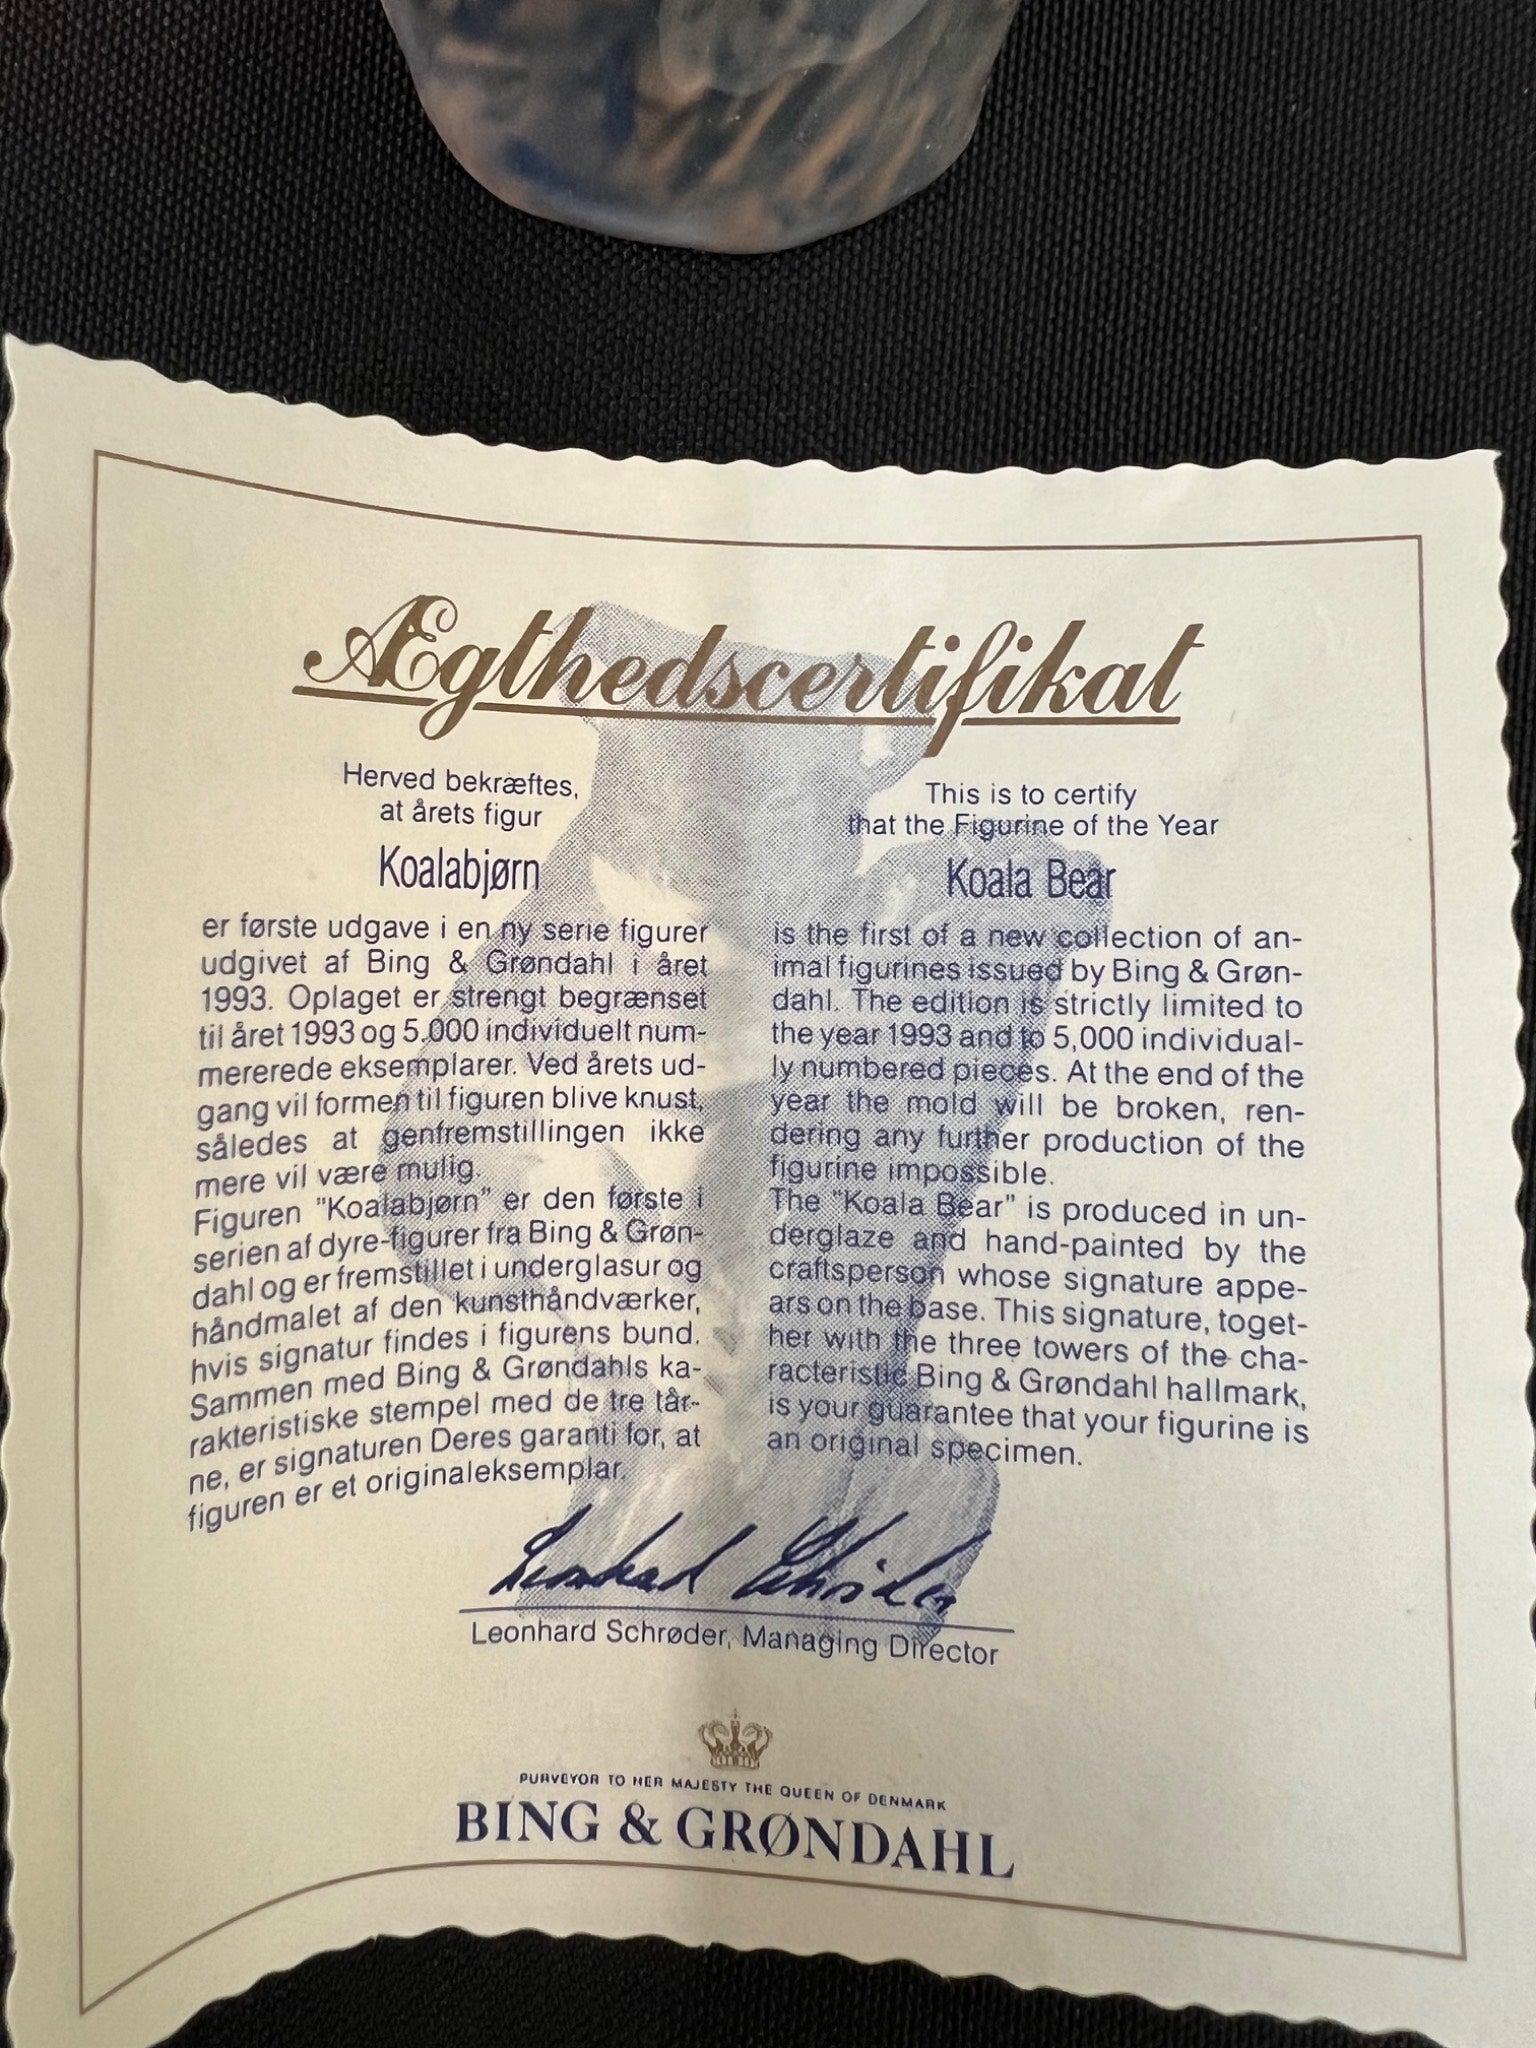 Ægthedscertifikat
Herved bekræftes,
at årets figur
Koalabjørn
er første udgave i en ny serie figurer
udgivet af Bing & Grøndahl i året
1993. Oplaget er strengt begrænset
til året 1993 og 5.000 individuelt num-
mererede eksemplarer. Ved årets ud-
gang vil formen til figuren blive knust,
således at genfremstillingen ikke
mere vil være mulig.
Figuren "Koalabjørn" er den første i
serien af dyre-figurer fra Bing & Grøn-
dahl og er fremstillet i underglasur og
håndmalet af den kunsthåndværker,
hvis signatur findes i figurens bund.
Sammen med Bing & Grøndahls ka-
rakteristiske stempel med de tre tår-
ne, er signaturen Deres garanti for, at
figuren er et originaleksemplar.
This is to certify
that the Figurine of the Year
Koala Bear
is the first of a new collection of an-
imal figurines issued by Bing & Grøn-
dahl. The edition is strictly limited to
the year 1993 and to 5,000 individual-
ly numbered pieces. At the end of the
year the mold will be broken, ren-
dering any further production of the
figurine impossible.
The "Koala Bear" is produced in un-
derglaze and hand-painted by the
craftsperson whose signature appe-
ars on the base. This signature, toget-
her with the three towers of the cha-
racteristic Bing & Grøndahl hallmark,
is your guarantee that your figurine is
an original specimen.
Leonhard Schrøder
Leonhard Schrøder, Managing Director
PURVEYOR TO HER MAJESTY THE QUEEN OF DENMARK
BING & GRØNDAHL